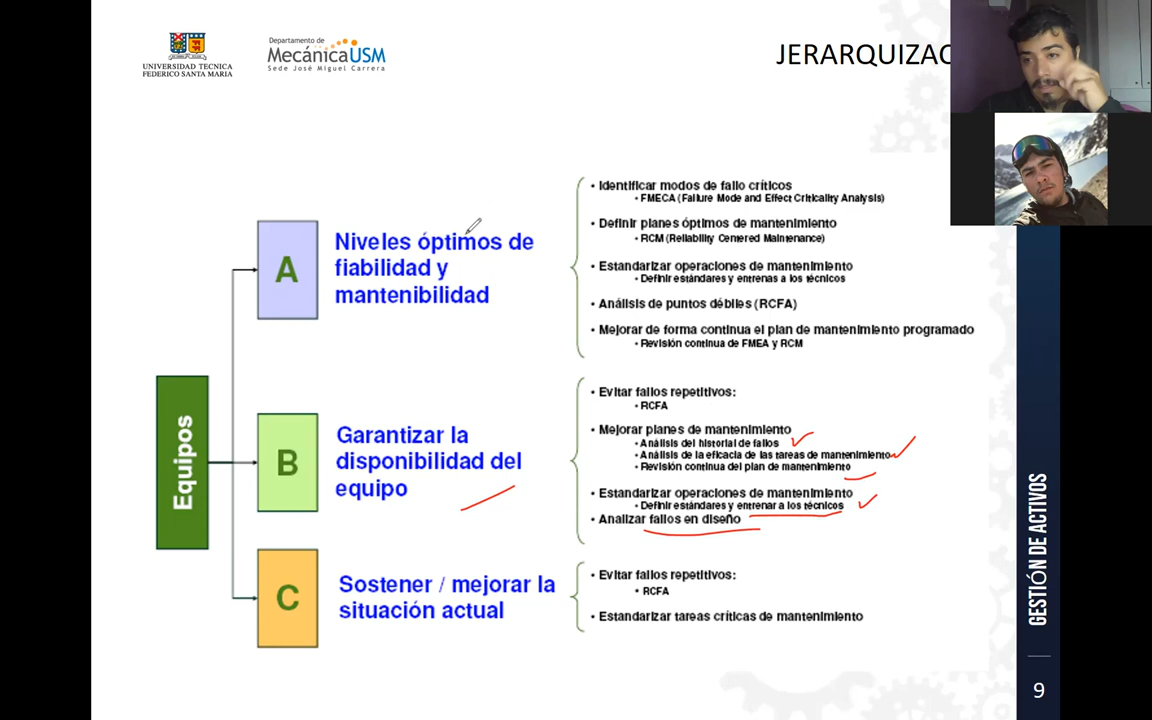 UNIVERSIDAD TECNICA
FEDERICO SANTA MARIA
Departamento de
MecánicaUSM
Sede José Miguel Carrera
JERARQUIZAC
Equipos
A
Niveles óptimos de
fiabilidad y
mantenibilidad
• Identificar modos de fallo críticos
• FMECA (Failure Mode and Effect Criticality Analysis)
• Definir planes óptimos de mantenimiento
• RCM (Reliability Centered Maintenance)
• Estandarizar operaciones de mantenimiento
• Definir estándares y entrenas a los técnicos
• Análisis de puntos débiles (RCFA)
• Mejorar de forma continua el plan de mantenimiento programado
• Revisión continua de FMEA y RCM
B
Garantizar la
disponibilidad del
equipo
• Evitar fallos repetitivos:
• RCFA
• Mejorar planes de mantenimiento
• Análisis del historial de fallos
• Análisis de la eficacia de las tareas de mantenimiento
• Revisión continua del plan de mantenimiento
• Estandarizar operaciones de mantenimiento
• Definir estándares y entrenar a los técnicos
• Analizar fallos en diseño
C
Sostener / mejorar la
situación actual
• Evitar fallos repetitivos:
• RCFA
• Estandarizar tareas críticas de mantenimiento
GESTIÓN DE ACTIVOS
9